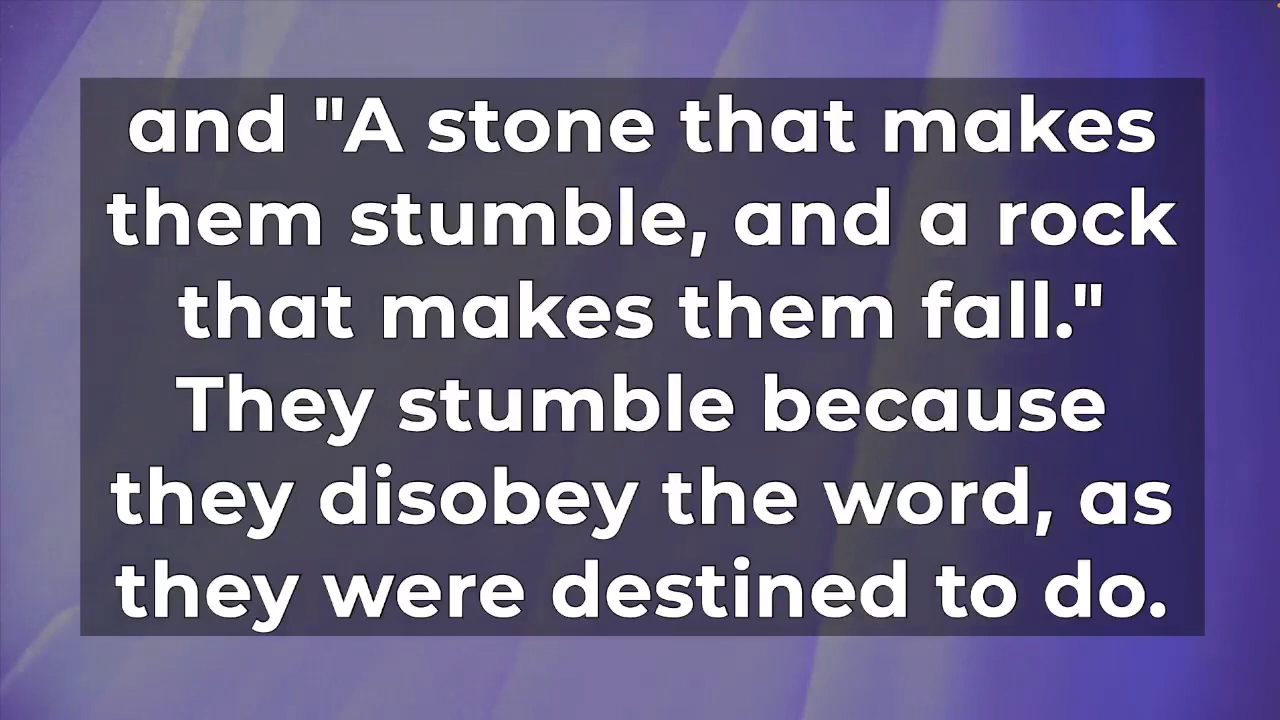 and "A stone that makes
them stumble, and a rock
that makes them fall."
They stumble because
they disobey the word, as
they were destined to do.